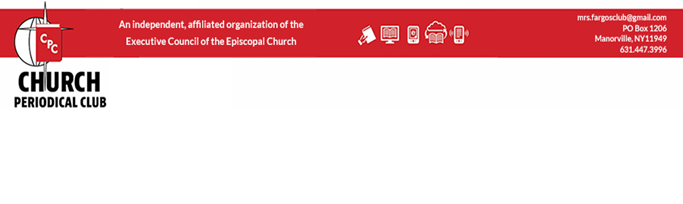 An independent, affiliated organization of the
Executive Council of the Episcopal Church
mrs.fargosclub@gmail.com
PO Box 1206
Manorville, NY11949
631.447.3996
CPC
CHURCH
PERIODICAL CLUB